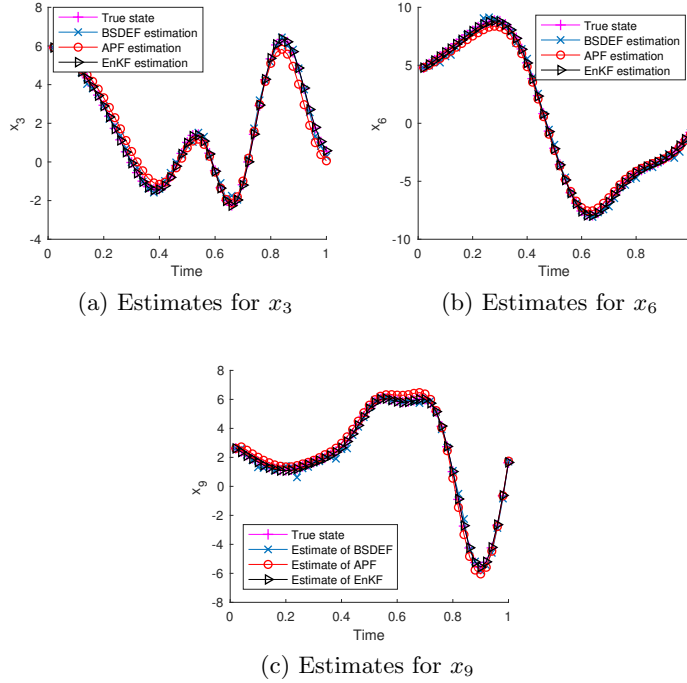 8
6
4
2
0
-2
-4
x3
0
0.2
0.4
0.6
0.8
1
Time
True state
BSDEF estimation
APF estimation
EnKF estimation
(a) Estimates for x3
10
5
0
-5
-10
x6
0
0.2
0.4
0.6
0.8
1
Time
True state
BSDEF estimation
APF estimation
EnKF estimation
(b) Estimates for x6
8
6
4
2
0
-2
-4
-6
-8
x9
0
0.2
0.4
0.6
0.8
1
Time
True state
Estimate of BSDEF
Estimate of APF
Estimate of EnKF
(c) Estimates for x9